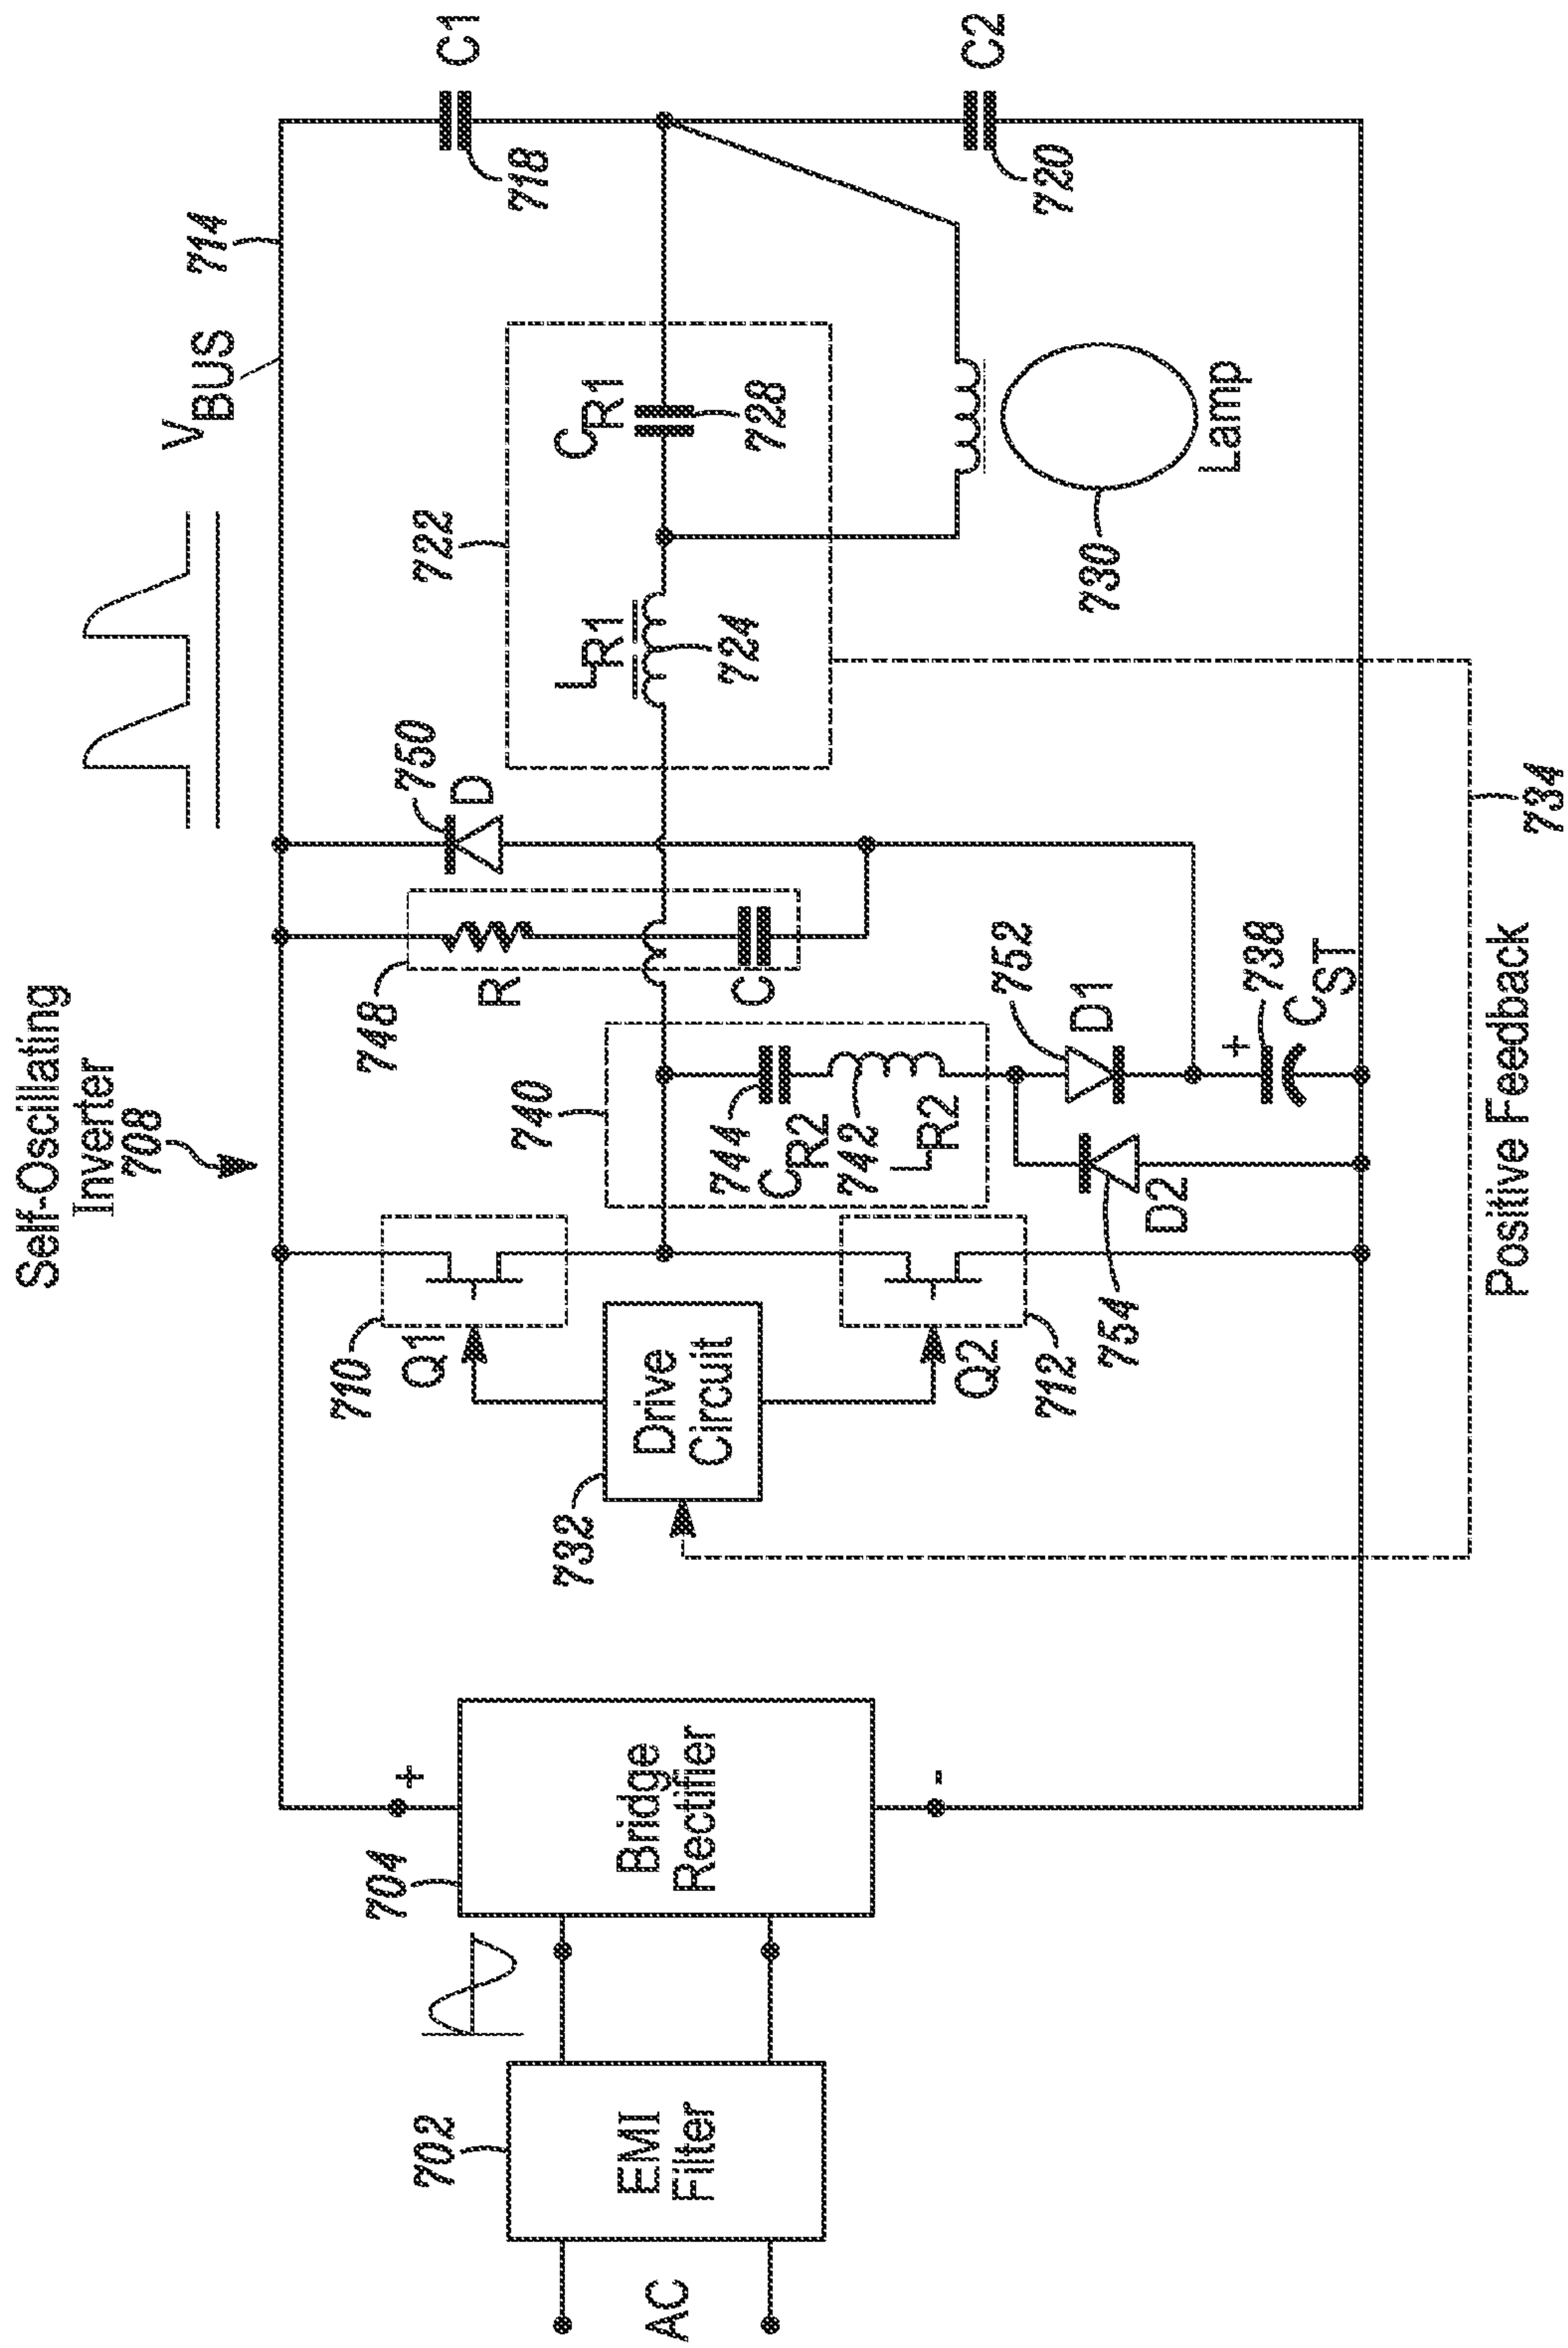 Self-Oscillating
Inverter
708
V
BUS
714
C1
718
C2
720
722
C
R1
728
L
R1
724
730
Lamp
750
D
748
R
C
740
744
C
R2
742
L
R2
752
D1
738
+
C
ST
754
D2
710
Q1
Q2
712
732
Drive
Circuit
734
Positive Feedback
704
+
-
Bridge
Rectifier
702
EMI
Filter
AC